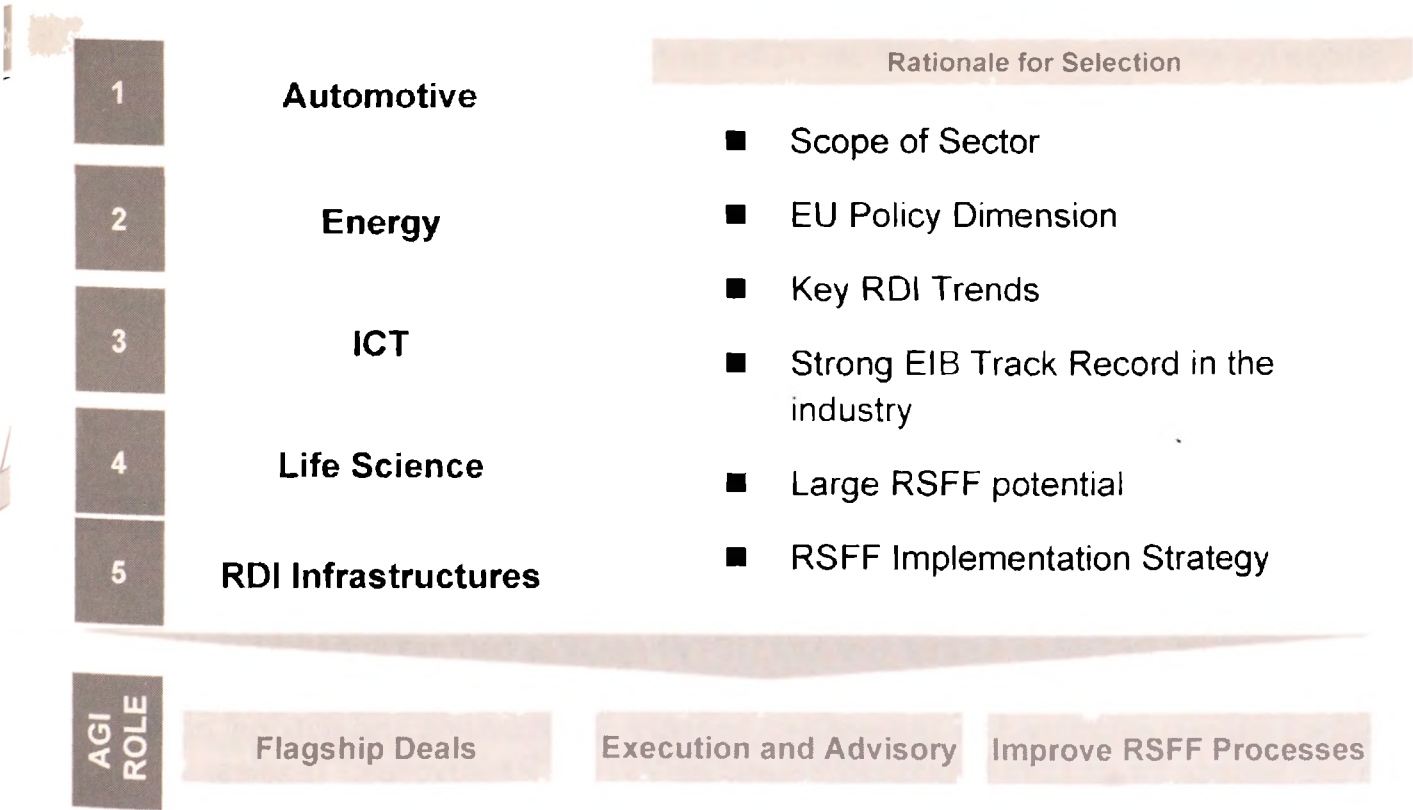 1
Automotive
2
Energy
3
ICT
4
Life Science
5
RDI Infrastructures
Rationale for Selection
■ Scope of Sector
■ EU Policy Dimension
■ Key RDI Trends
■ Strong EIB Track Record in the
industry
■ Large RSFF potential
■ RSFF Implementation Strategy
AGI
ROLE
Flagship Deals
Execution and Advisory
Improve RSFF Processes